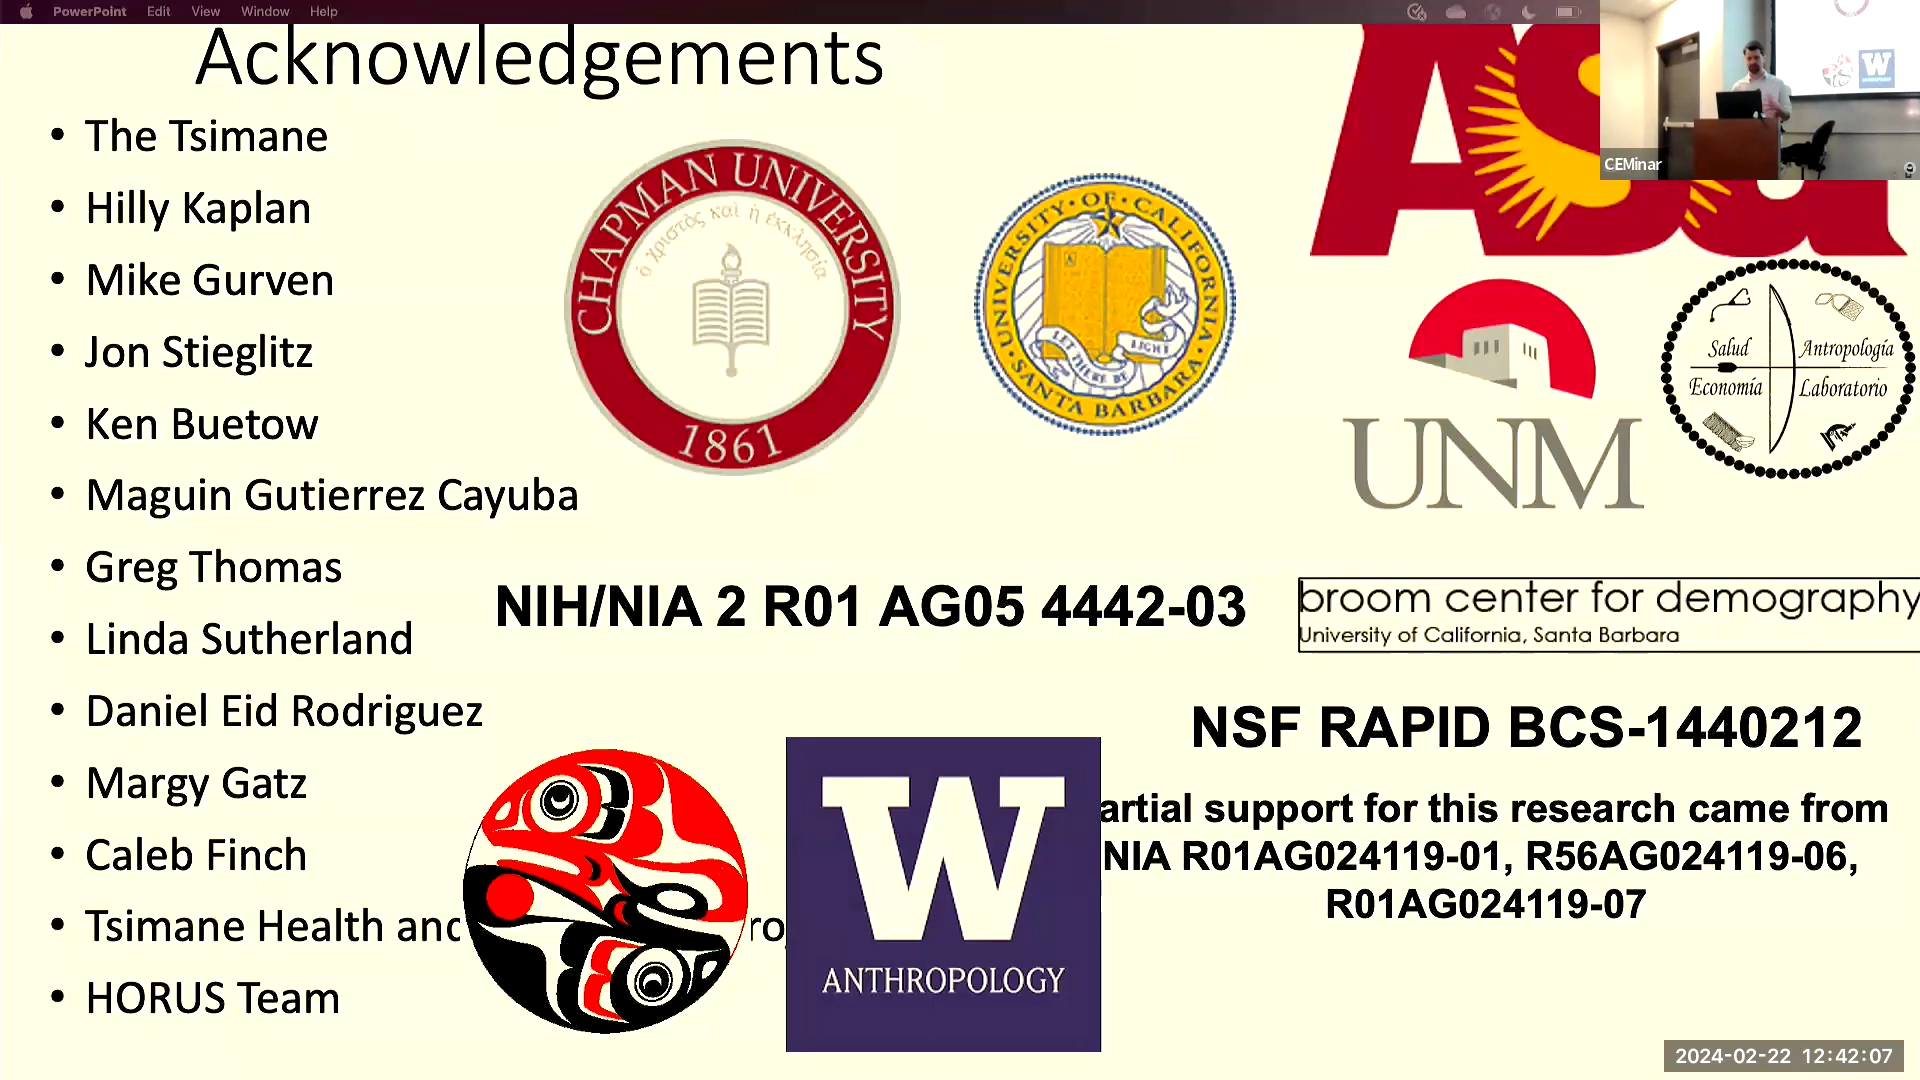 PowerPoint Edit View Window Help
Acknowledgements
• The Tsimane
• Hilly Kaplan
• Mike Gurven
• Jon Stieglitz
• Ken Buetow
• Maguin Gutierrez Cayuba
• Greg Thomas
• Linda Sutherland
• Daniel Eid Rodriguez
• Margy Gatz
• Caleb Finch
• Tsimane Health and
• HORUS Team
CHAPMAN UNIVERSITY
ὁ χριστὸς καὶ ἡ ἐκκλησία
1861
UNIVERSITY · OF · CALIFORNIA
LET THERE BE LIGHT
SANTA BARBARA
CEMinar
W
UNM
Salud
Antropología
Economía
Laboratorio
NIH/NIA 2 R01 AG05 4442-03
broom center for demography
University of California, Santa Barbara
NSF RAPID BCS-1440212
artial support for this research came from
NIA R01AG024119-01, R56AG024119-06,
R01AG024119-07
W
ANTHROPOLOGY
2024-02-22 12:42:07